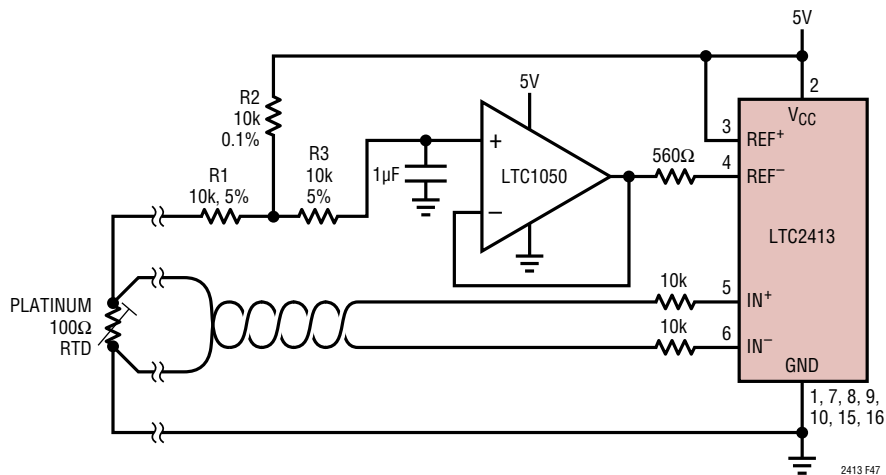 5V
R2
10k
0.1%
5V
2
VCC
3
REF+
R3
10k
5%
R1
10k, 5%
1µF
+
LTC1050
−
560Ω
4
REF−
LTC2413
PLATINUM
100Ω
RTD
10k
5
IN+
10k
6
IN−
GND
1, 7, 8, 9,
10, 15, 16
2413 F47